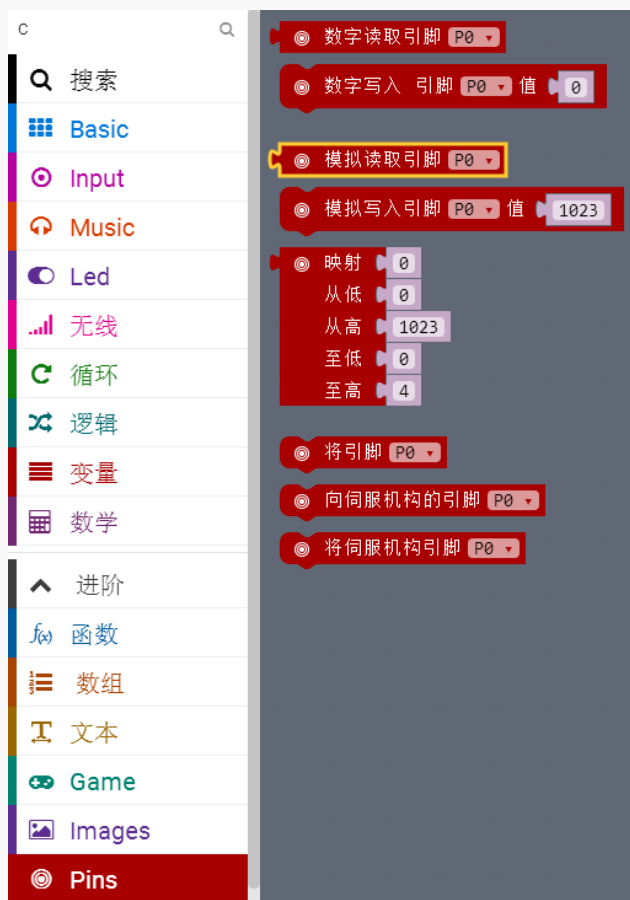 C
搜索
Basic
Input
Music
Led
无线
循环
逻辑
变量
数学
进阶
f(x) 函数
数组
文本
Game
Images
Pins
数字读取引脚 P0
数字写入 引脚 P0 值 0
模拟读取引脚 P0
模拟写入引脚 P0 值 1023
映射 0
从低 0
从高 1023
至低 0
至高 4
将引脚 P0
向伺服机构的引脚 P0
将伺服机构引脚 P0